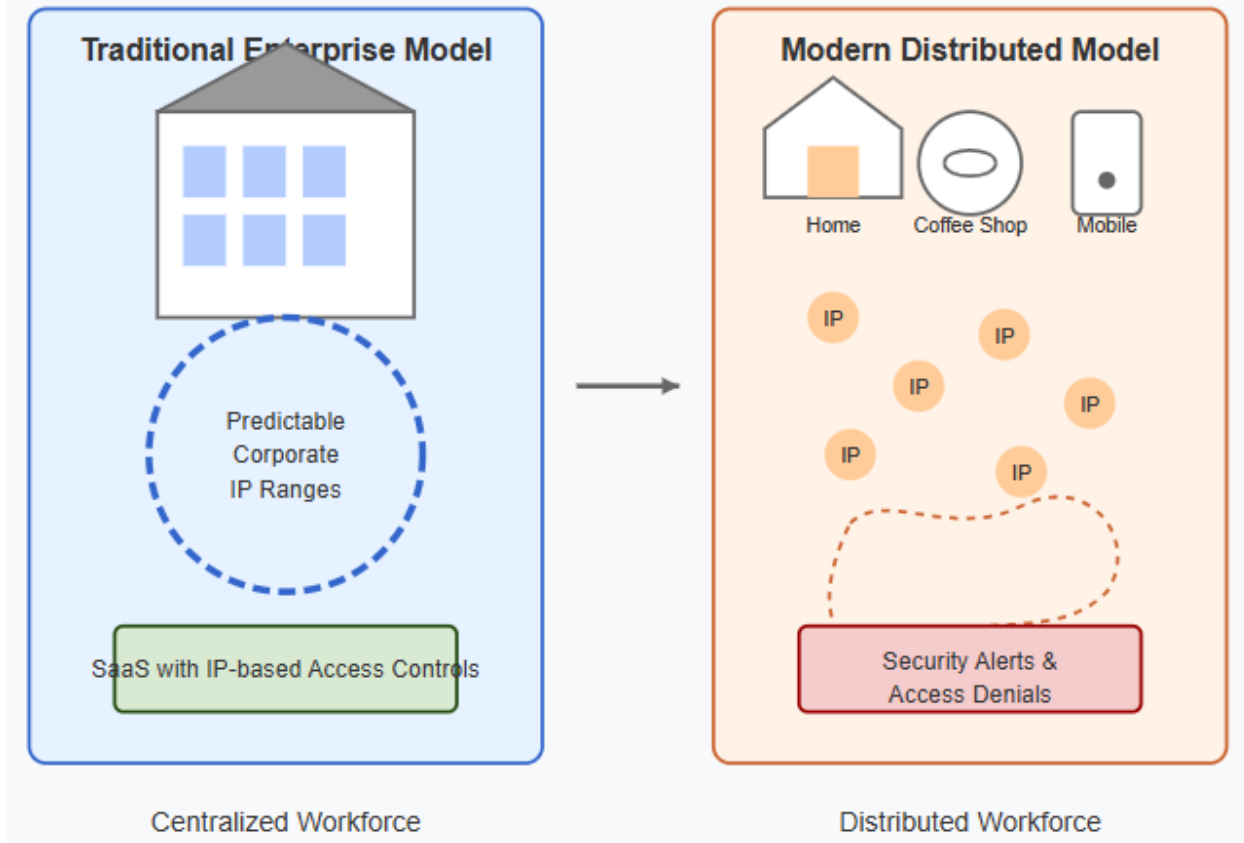 Traditional Enterprise Model
Predictable
Corporate
IP Ranges
SaaS with IP-based Access Controls
Centralized Workforce
Modern Distributed Model
Home
Coffee Shop
Mobile
IP
IP
IP
IP
IP
IP
Security Alerts &
Access Denials
Distributed Workforce